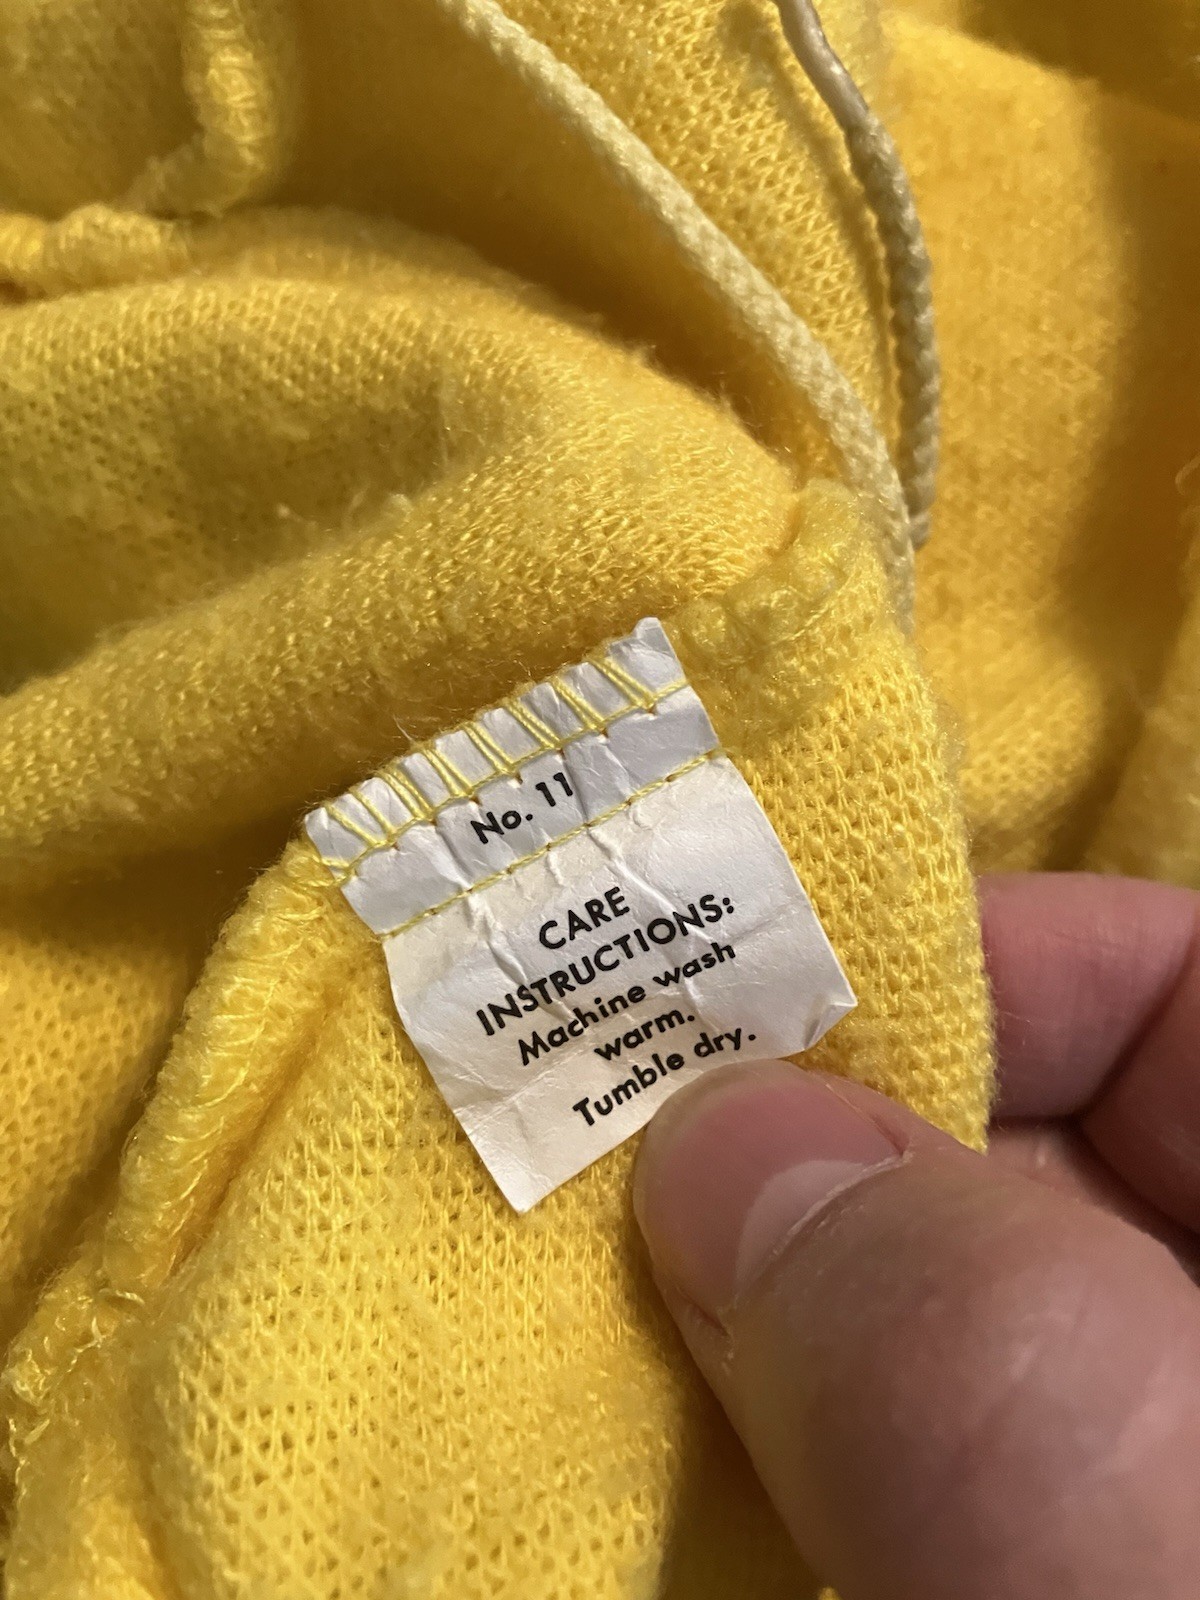 No. 11
CARE
INSTRUCTIONS:
Machine wash
warm.
Tumble dry.